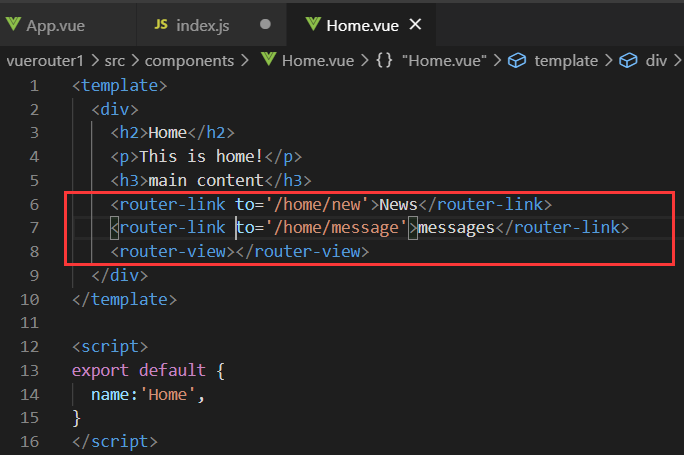 App.vue JS index.js Home.vue
vuerouter1 > src > components > Home.vue > {} "Home.vue" > template > div >
1 <template>
2 <div>
3 <h2>Home</h2>
4 <p>This is home!</p>
5 <h3>main content</h3>
6 <router-link to='/home/new'>News</router-link>
7 <router-link to='/home/message'>messages</router-link>
8 <router-view></router-view>
9 </div>
10 </template>
11
12 <script>
13 export default {
14 name:'Home',
15 }
16 </script>